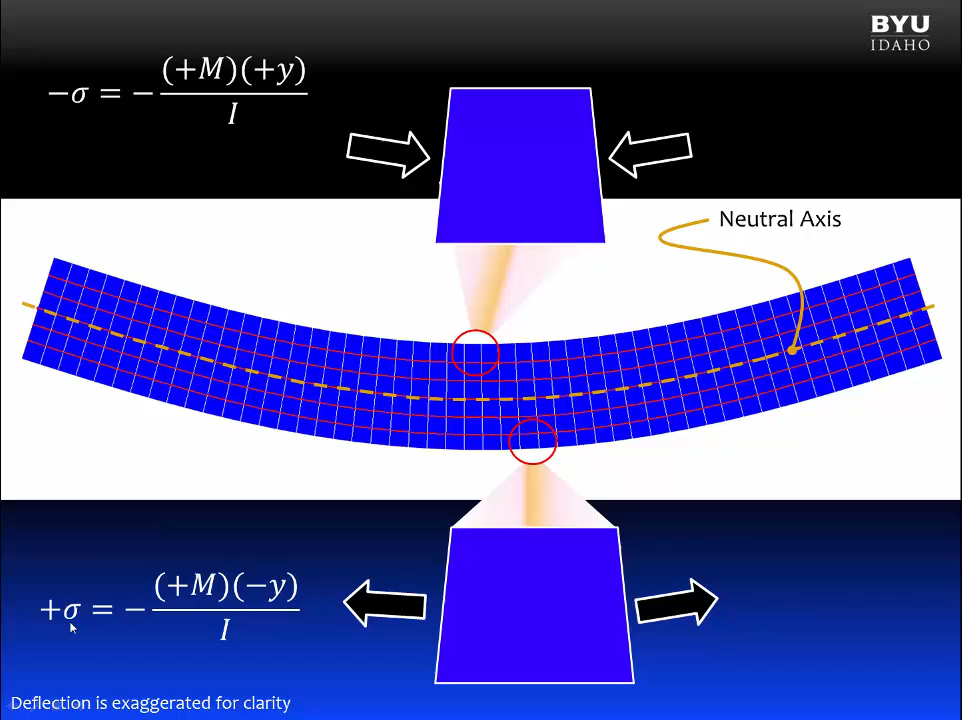 BYU
IDAHO
−σ = − (+M)(+y) / I
Neutral Axis
+σ = − (+M)(−y) / I
Deflection is exaggerated for clarity